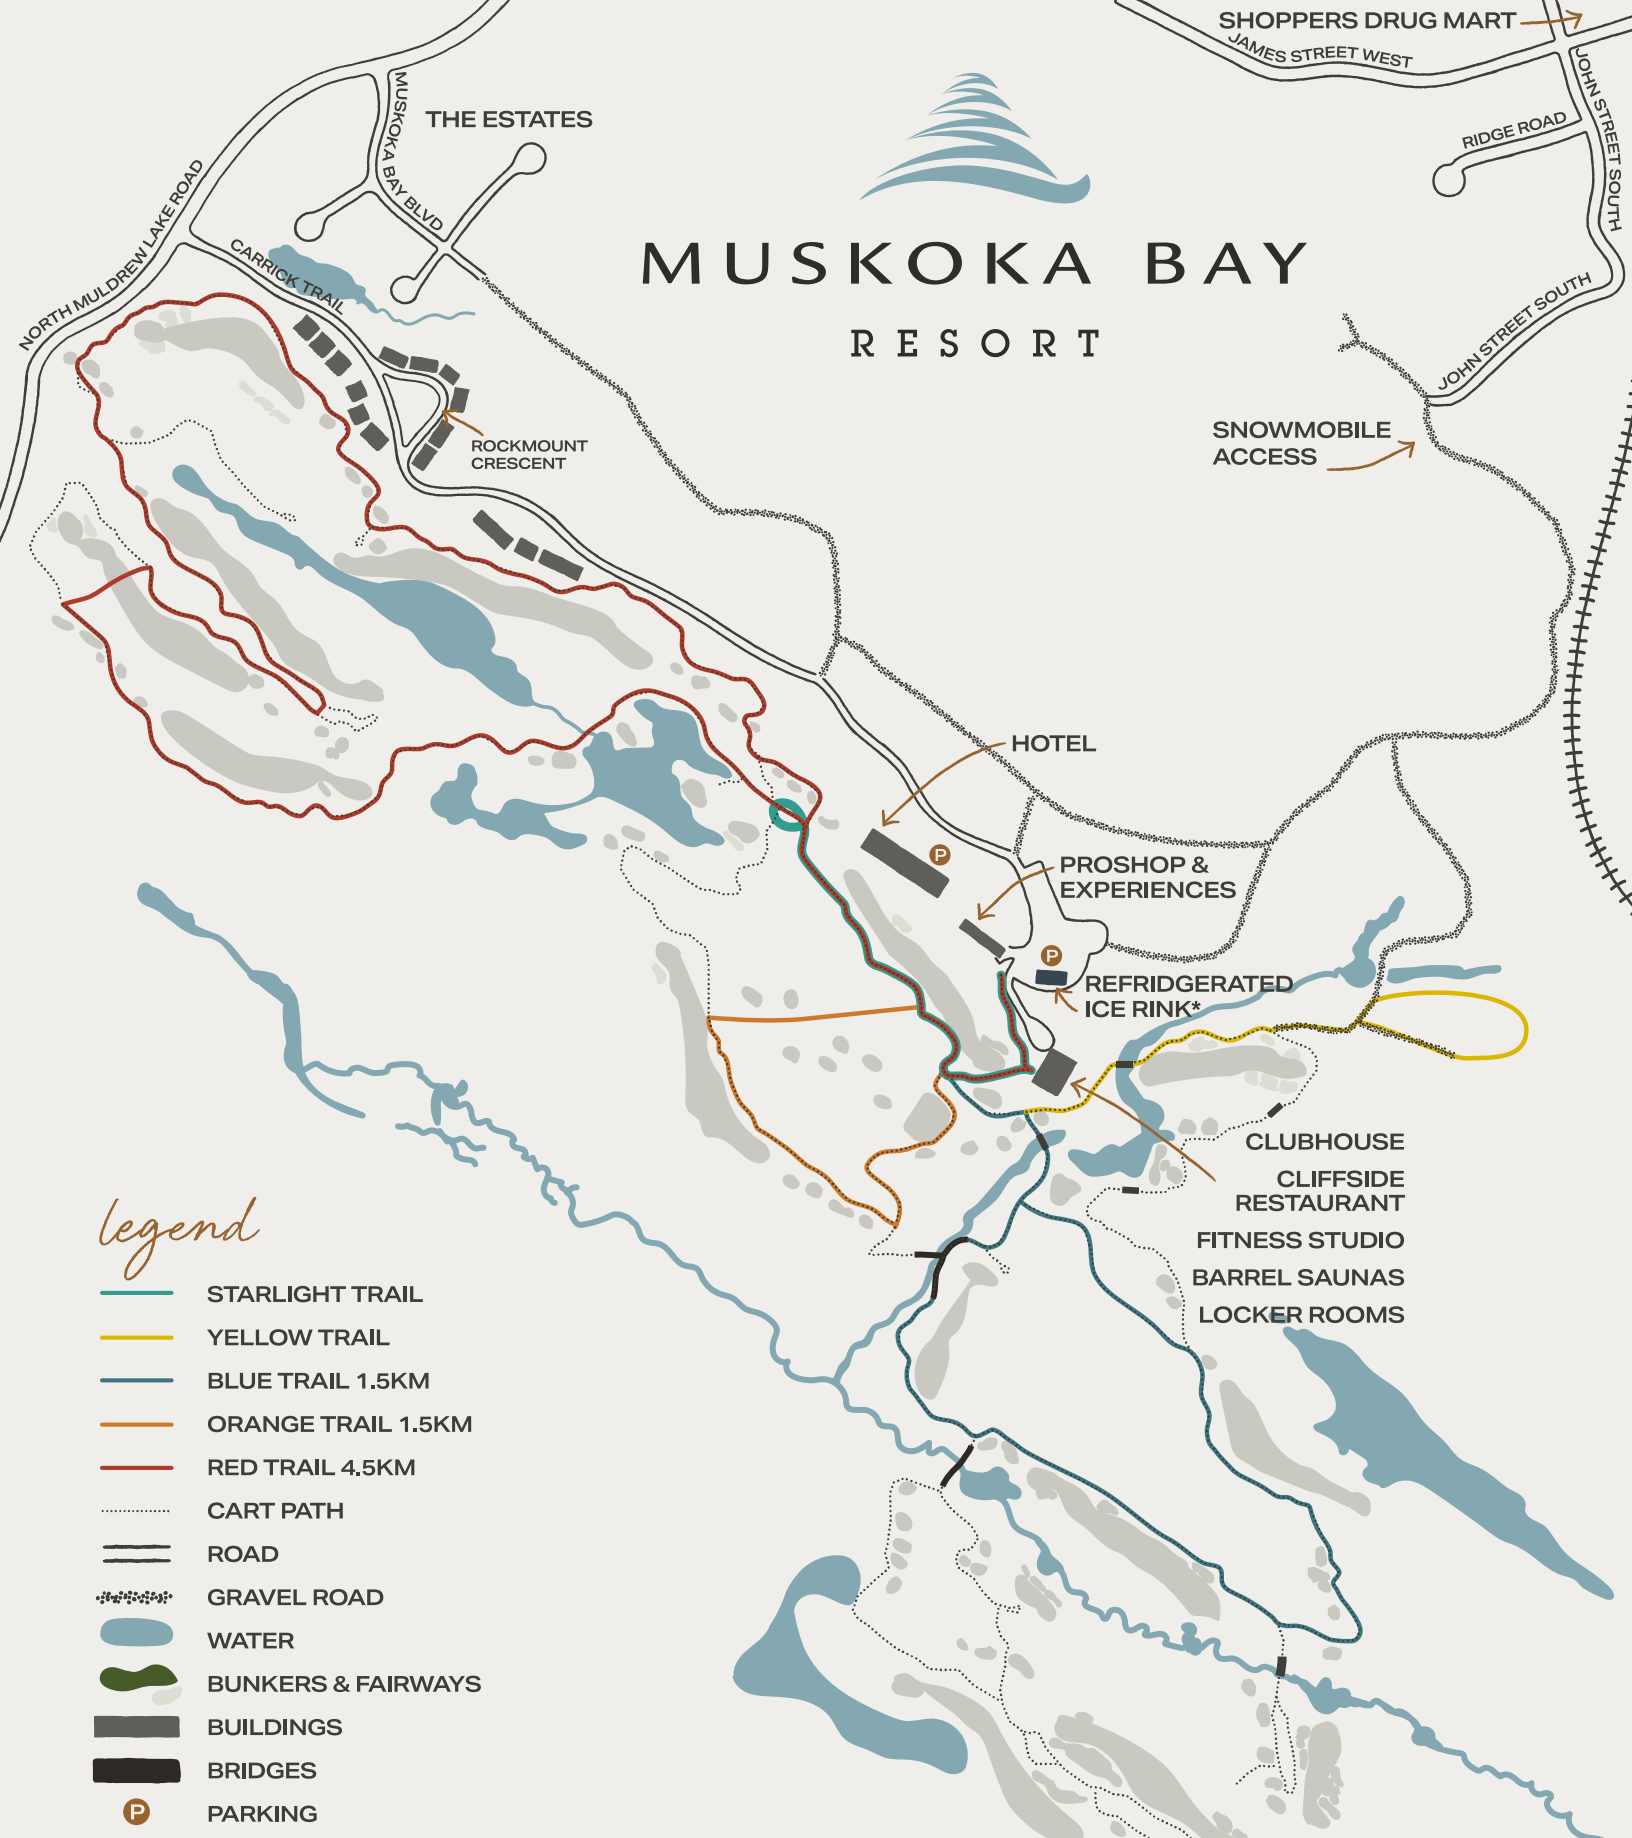 SHOPPERS DRUG MART
JAMES STREET WEST
JOHN STREET SOUTH
RIDGE ROAD
MUSKOKA BAY BLVD
THE ESTATES
NORTH MULDREW LAKE ROAD
CARRICK TRAIL
MUSKOKA BAY
RESORT
JOHN STREET SOUTH
SNOWMOBILE
ACCESS
ROCKMOUNT
CRESCENT
HOTEL
P
PROSHOP &
EXPERIENCES
P
REFRIDGERATED
ICE RINK*
CLUBHOUSE
CLIFFSIDE
RESTAURANT
FITNESS STUDIO
BARREL SAUNAS
LOCKER ROOMS
legend
STARLIGHT TRAIL
YELLOW TRAIL
BLUE TRAIL 1.5KM
ORANGE TRAIL 1.5KM
RED TRAIL 4.5KM
CART PATH
ROAD
GRAVEL ROAD
WATER
BUNKERS & FAIRWAYS
BUILDINGS
BRIDGES
P PARKING